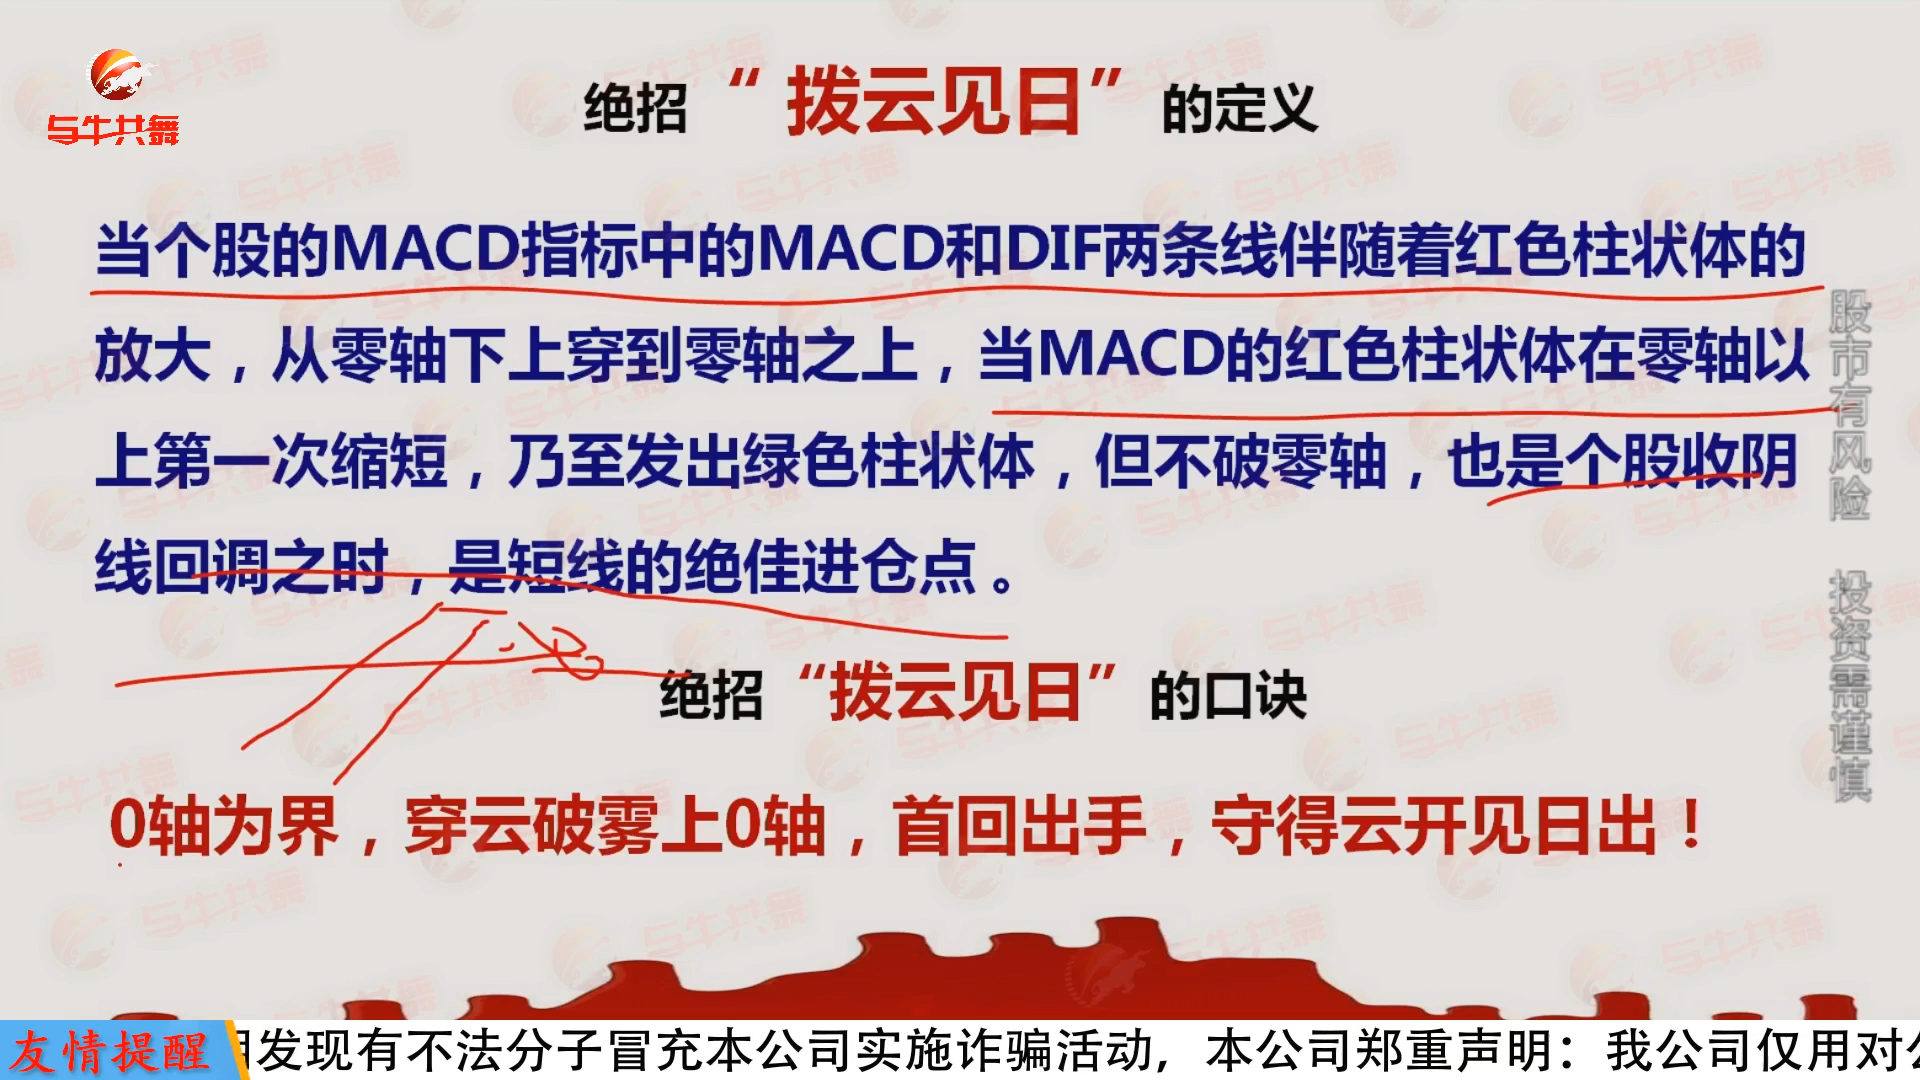 与牛共舞
绝招“拨云见日”的定义
当个股的MACD指标中的MACD和DIF两条线伴随着红色柱状体的
放大，从零轴下上穿到零轴之上，当MACD的红色柱状体在零轴以
上第一次缩短，乃至发出绿色柱状体，但不破零轴，也是个股收阴
线回调之时，是短线的绝佳进仓点。
绝招“拨云见日”的口诀
0轴为界，穿云破雾上0轴，首回出手，守得云开见日出！
股市有风险 投资需谨慎
友情提醒
发现有不法分子冒充本公司实施诈骗活动，本公司郑重声明：我公司仅用对